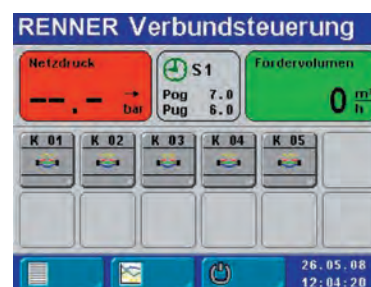 RENNER Verbundsteuerung
Netzdruck
--.- bar
S1
Pog 7.0
Pug 6.0
Fördervolumen
0 m³/h
K 01 K 02 K 03 K 04 K 05
26.05.08
12:04:20